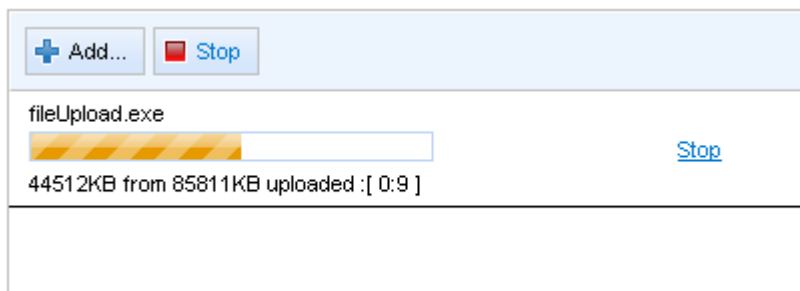 Add... Stop
fileUpload.exe
Stop
44512KB from 85811KB uploaded :[ 0:9 ]